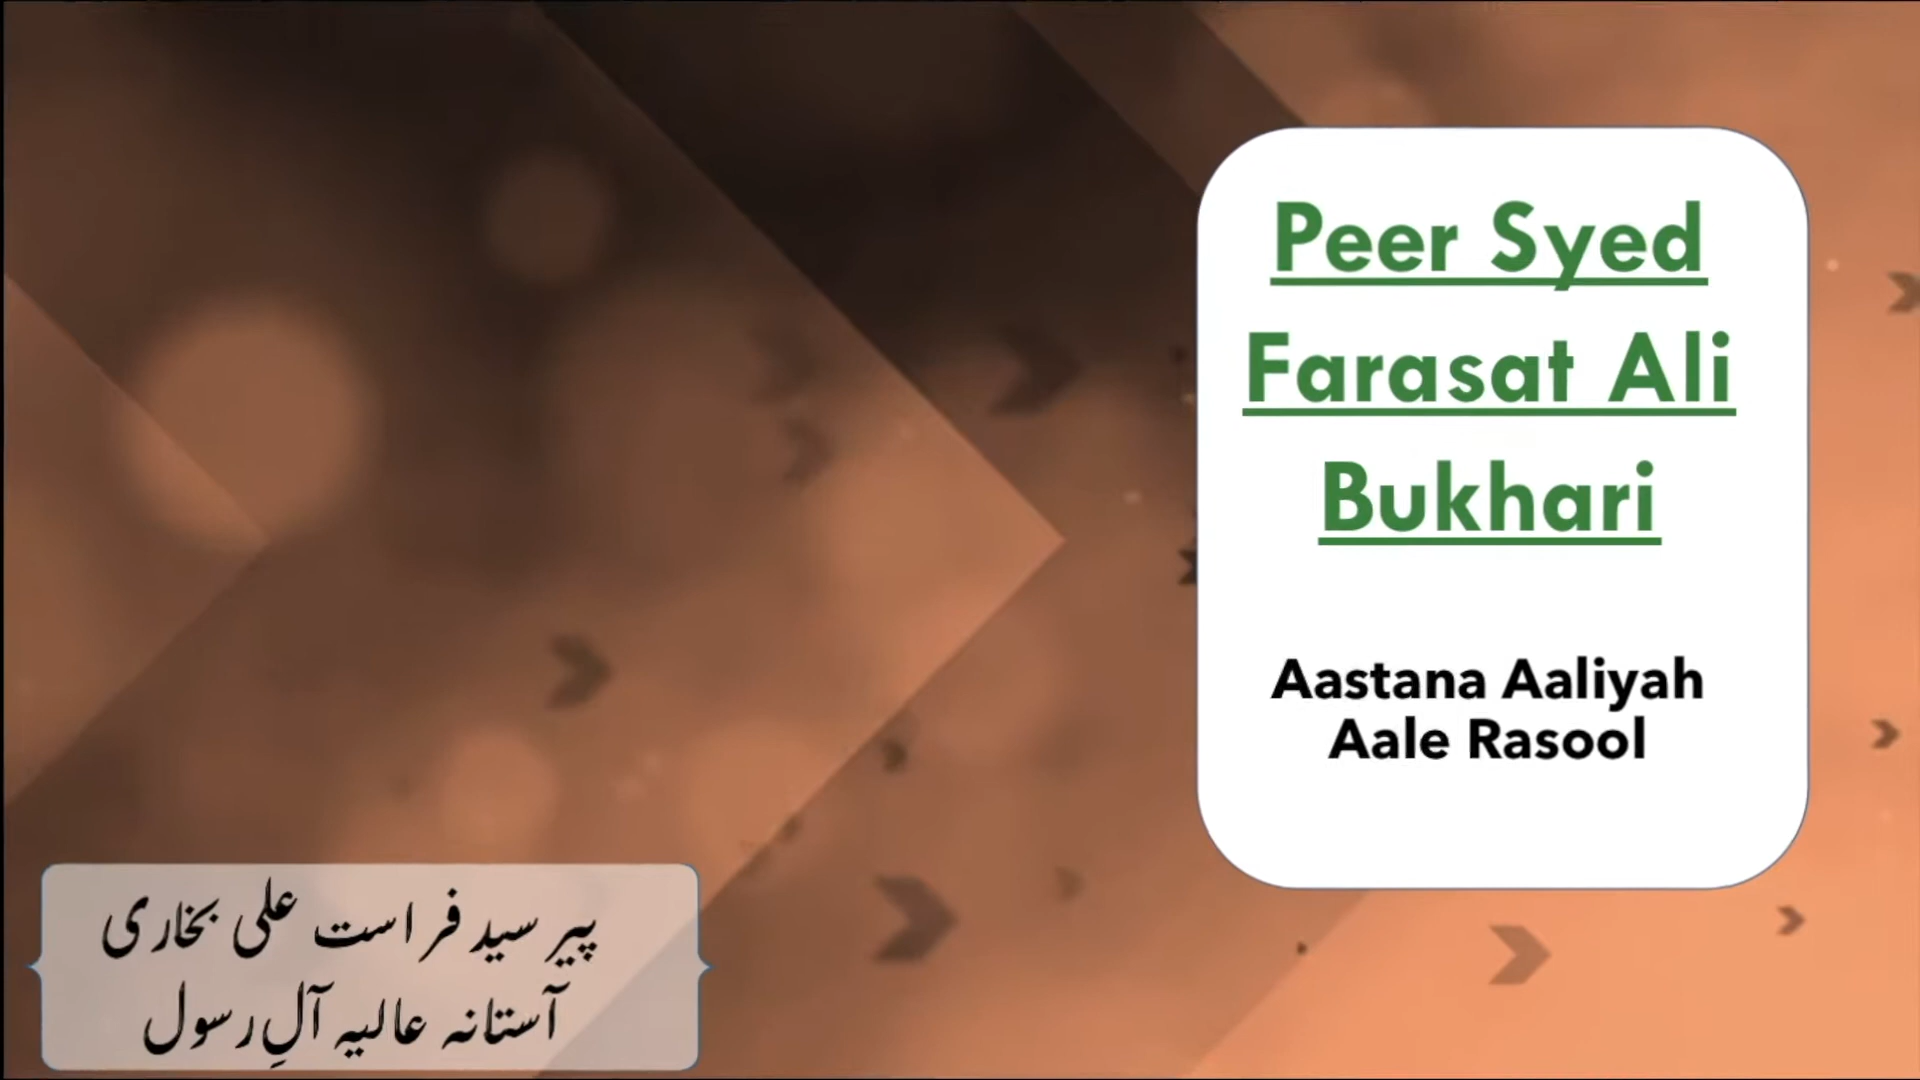 Peer Syed
Farasat Ali
Bukhari
Aastana Aaliyah
Aale Rasool
پیر سید فراست علی بخاری
آستانہ عالیہ آلِ رسول